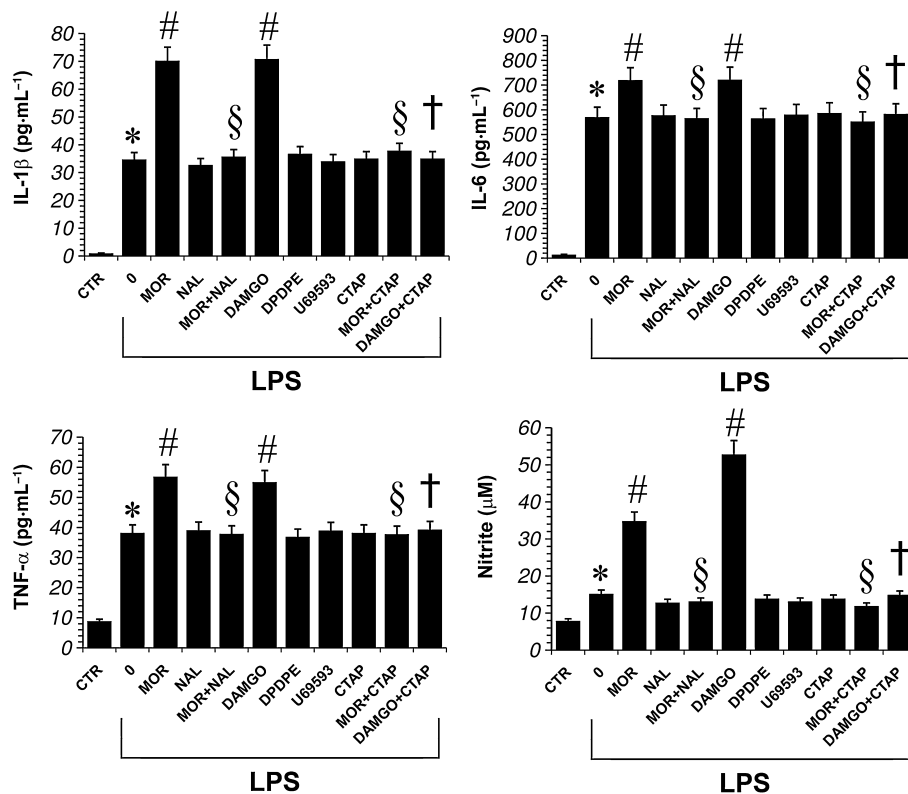 IL-1β (pg·mL⁻¹)
80
70
60
50
40
30
20
10
0
* # § # § †
CTR 0 MOR NAL MOR+NAL DAMGO DPDPE U69593 CTAP MOR+CTAP DAMGO+CTAP
LPS
IL-6 (pg·mL⁻¹)
900
800
700
600
500
400
300
200
100
0
* # § # § †
CTR 0 MOR NAL MOR+NAL DAMGO DPDPE U69593 CTAP MOR+CTAP DAMGO+CTAP
LPS
TNF-α (pg·mL⁻¹)
70
60
50
40
30
20
10
0
* # § # § †
CTR 0 MOR NAL MOR+NAL DAMGO DPDPE U69593 CTAP MOR+CTAP DAMGO+CTAP
LPS
Nitrite (μM)
60
50
40
30
20
10
0
* # § # § †
CTR 0 MOR NAL MOR+NAL DAMGO DPDPE U69593 CTAP MOR+CTAP DAMGO+CTAP
LPS